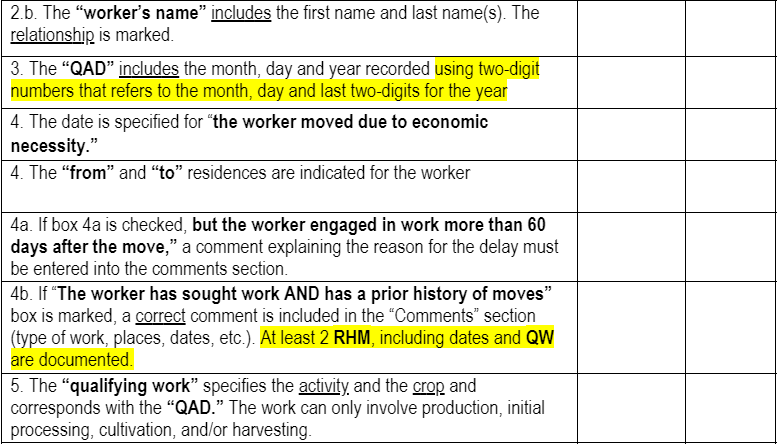 2.b. The “worker’s name” includes the first name and last name(s). The
relationship is marked.
3. The “QAD” includes the month, day and year recorded using two-digit
numbers that refers to the month, day and last two-digits for the year
4. The date is specified for “the worker moved due to economic
necessity.”
4. The “from” and “to” residences are indicated for the worker
4a. If box 4a is checked, but the worker engaged in work more than 60
days after the move,” a comment explaining the reason for the delay must
be entered into the comments section.
4b. If “The worker has sought work AND has a prior history of moves”
box is marked, a correct comment is included in the “Comments” section
(type of work, places, dates, etc.). At least 2 RHM, including dates and QW
are documented.
5. The “qualifying work” specifies the activity and the crop and
corresponds with the “QAD.” The work can only involve production, initial
processing, cultivation, and/or harvesting.